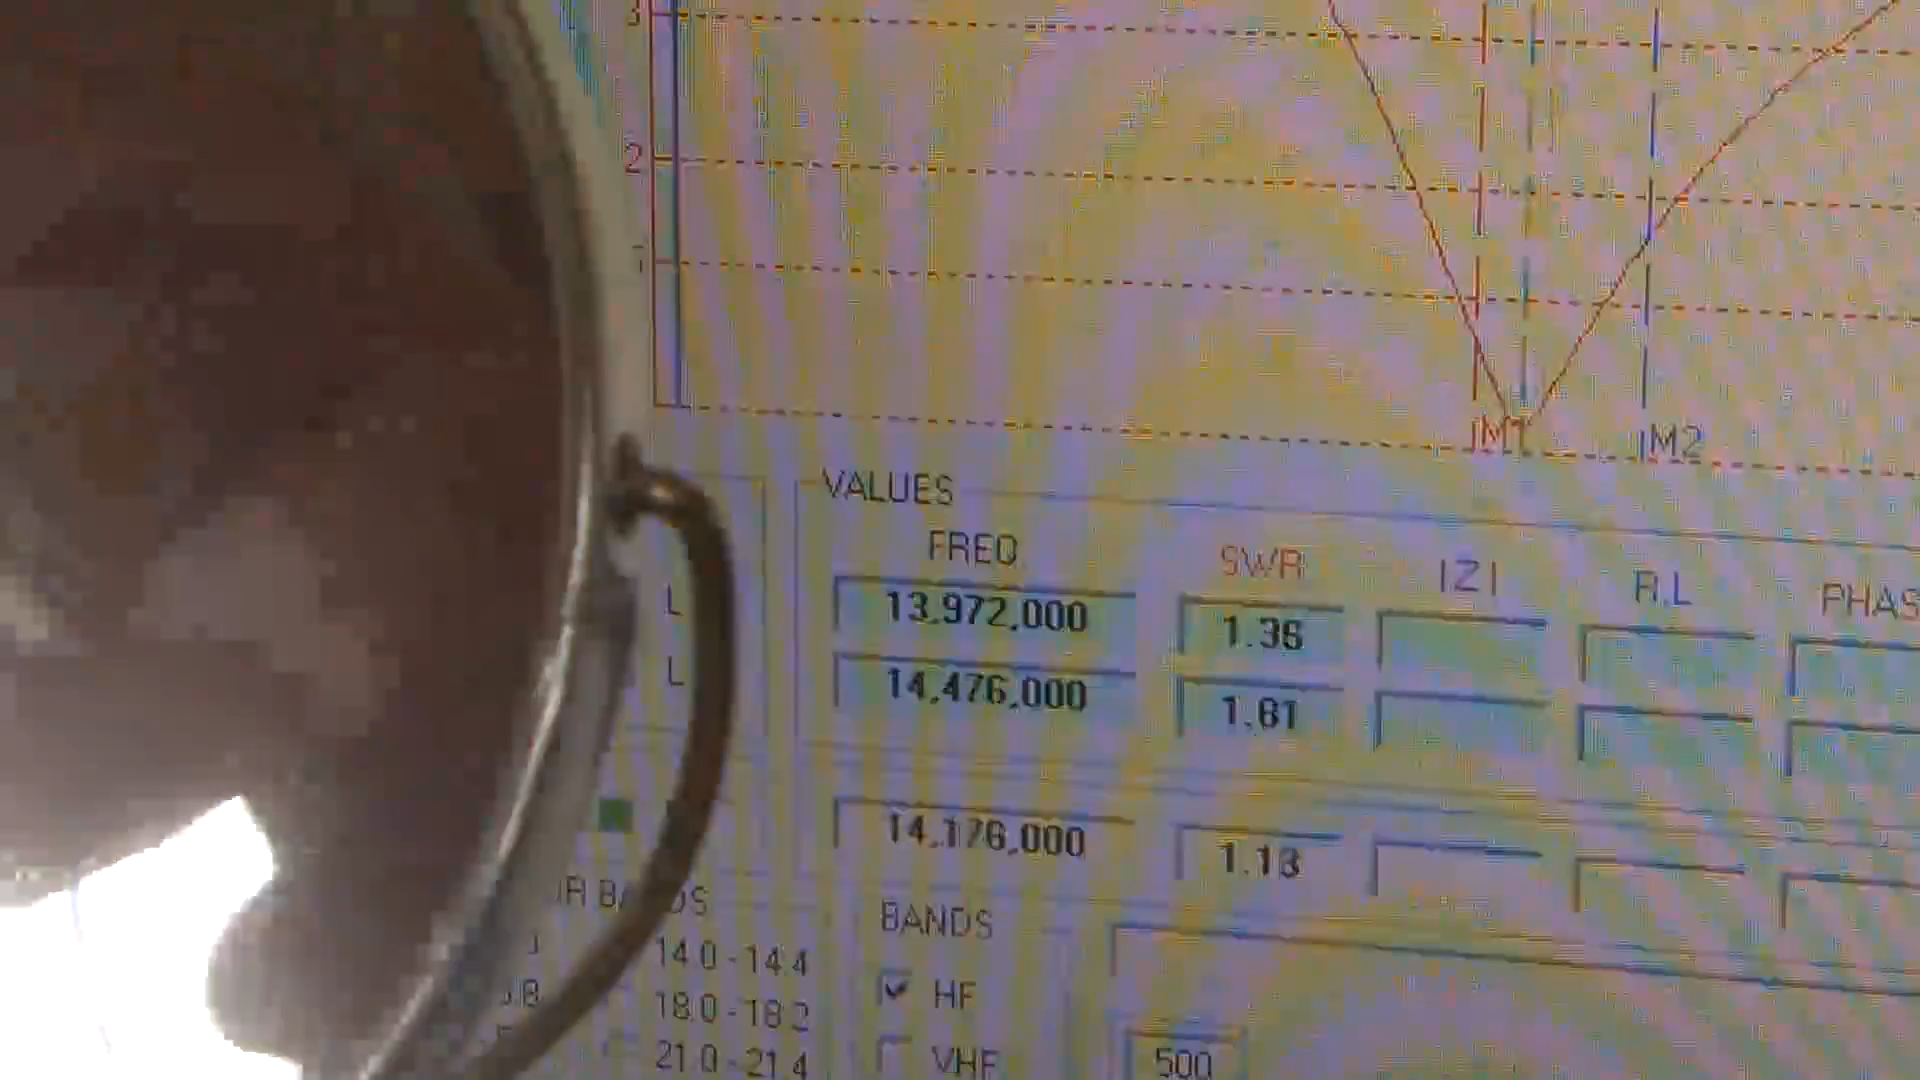 3
2
1
M1 M2
VALUES
FREQ SWR |Z| R.L PHAS
L 13,972,000 1.36
L 14,476,000 1.61
14,176,000 1.13
BANDS
14.0 - 14.4
HF
18.0 - 18.2
21.0 - 21.4 VHF 500